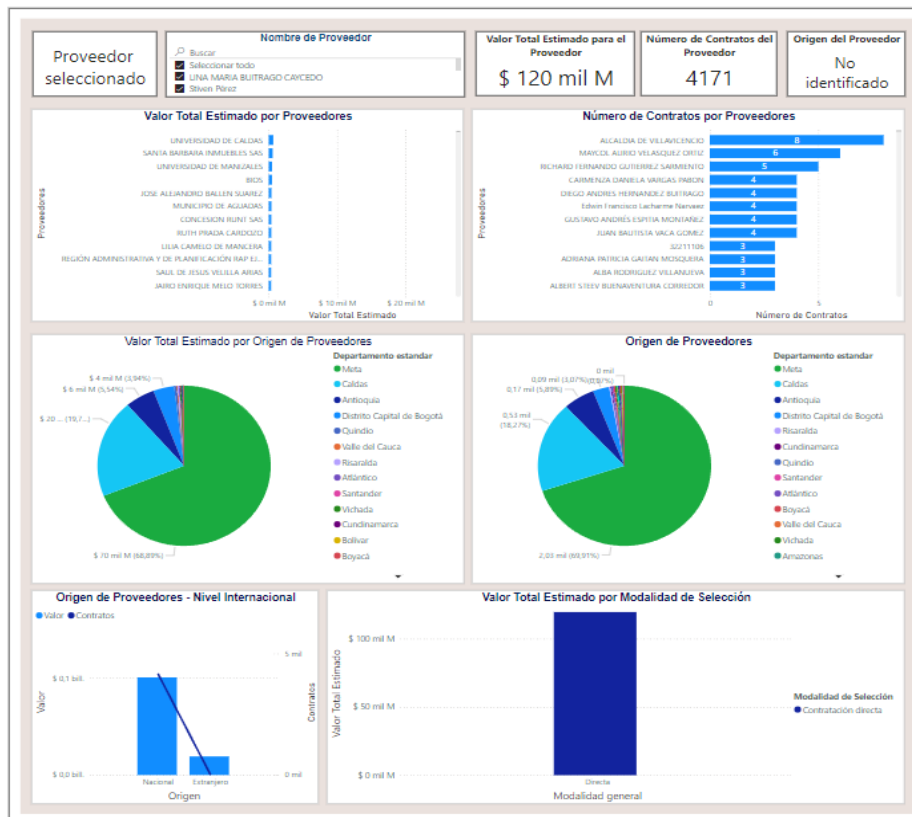 Proveedor
seleccionado
Nombre de Proveedor
Buscar
Seleccionar todo
LINA MARIA BUITRAGO CAYCEDO
Stiven Pérez
Valor Total Estimado para el
Proveedor
$ 120 mil M
Número de Contratos del
Proveedor
4171
Origen del Proveedor
No
identificado
Valor Total Estimado por Proveedores
Proveedores
UNIVERSIDAD DE CALDAS
SANTA BARBARA INMUEBLES SAS
UNIVERSIDAD DE MANIZALES
BIOS
JOSE ALEJANDRO BALLEN SUAREZ
MUNICIPIO DE AGUADAS
CONCESION RUNT SAS
RUTH PRADA CARDOZO
LILIA CAMELO DE MANCERA
REGIÓN ADMINISTRATIVA Y DE PLANIFICACIÓN RAP EJ...
SAUL DE JESUS VELILLA ARIAS
JAIRO ENRIQUE MELO TORRES
$ 0 mil M $ 10 mil M $ 20 mil M
Valor Total Estimado
Número de Contratos por Proveedores
Proveedores
ALCALDIA DE VILLAVICENCIO 8
MAYCOL AURIO VELASQUEZ ORTIZ 6
RICHARD FERNANDO GUTIERREZ SARMIENTO 5
CARMENZA DANIELA VARGAS PABON 4
DIEGO ANDRES HERNANDEZ BUITRAGO 4
Edwin Francisco Lacharme Narvaez 4
GUSTAVO ANDRÉS ESPITIA MONTAÑEZ 4
JUAN BAUTISTA VACA GOMEZ 4
32211106 3
ADRIANA PATRICIA GAITAN MOSQUERA 3
ALBA RODRIGUEZ VILLANUEVA 3
ALBERT STEEV BUENAVENTURA CORREDOR 3
0 5
Número de Contratos
Valor Total Estimado por Origen de Proveedores
$ 4 mil M (3,94%)
$ 6 mil M (5,54%)
$ 20 ... (19,7...)
$ 70 mil M (68,89%)
Departamento estandar
Meta
Caldas
Antioquia
Distrito Capital de Bogotá
Quindío
Valle del Cauca
Risaralda
Atlántico
Santander
Vichada
Cundinamarca
Bolívar
Boyacá
Origen de Proveedores
0 mil
0,09 mil (3,07%)
0,17 mil (5,89%)
0,53 mil
(18,27%)
2,03 mil (69,91%)
Departamento estandar
Meta
Caldas
Antioquia
Distrito Capital de Bogotá
Risaralda
Cundinamarca
Quindío
Santander
Atlántico
Boyacá
Valle del Cauca
Vichada
Amazonas
Origen de Proveedores - Nivel Internacional
Valor Contratos
Valor
$ 0,1 bill.
$ 0,0 bill.
5 mil
0 mil
Contratos
Nacional Extranjero
Origen
Valor Total Estimado por Modalidad de Selección
Valor Total Estimado
$ 100 mil M
$ 50 mil M
$ 0 mil M
Directa
Modalidad general
Modalidad de Selección
Contratación directa